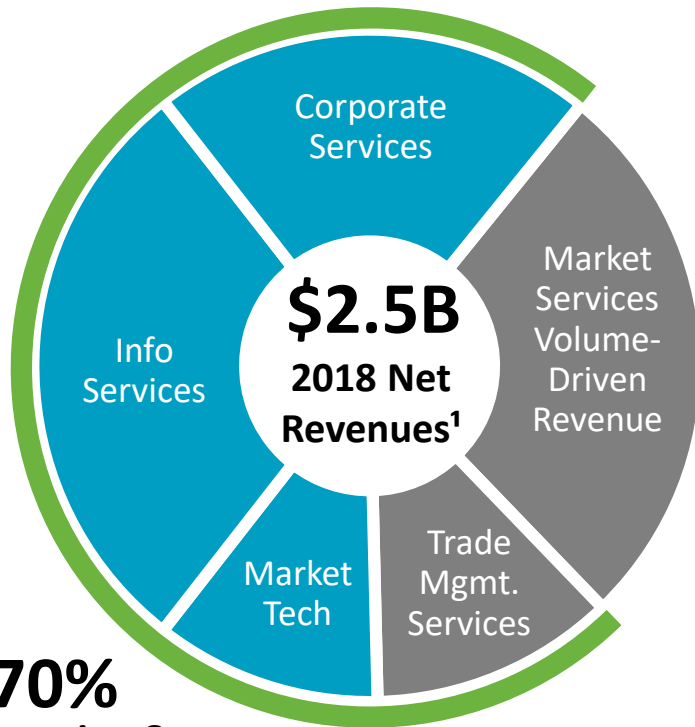 Corporate
Services
Market
Services
Volume-
Driven
Revenue
$2.5B
2018 Net
Revenues¹
Info
Services
Trade
Mgmt.
Services
Market
Tech
70%